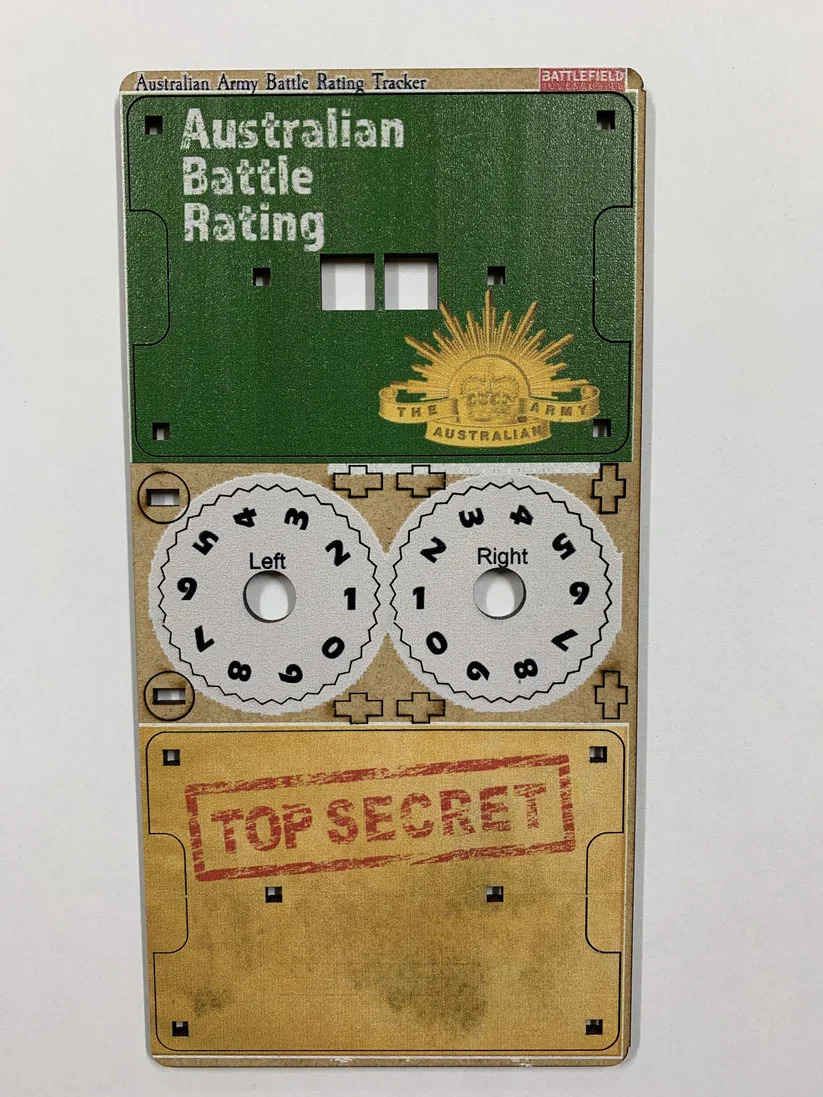 Australian Army Battle Rating Tracker
BATTLEFIELD
Australian
Battle
Rating
THE ARMY
AUSTRALIAN
Left
1 2 3 4 5 6 7 8 9 0
Right
1 2 3 4 5 6 7 8 9 0
TOP SECRET